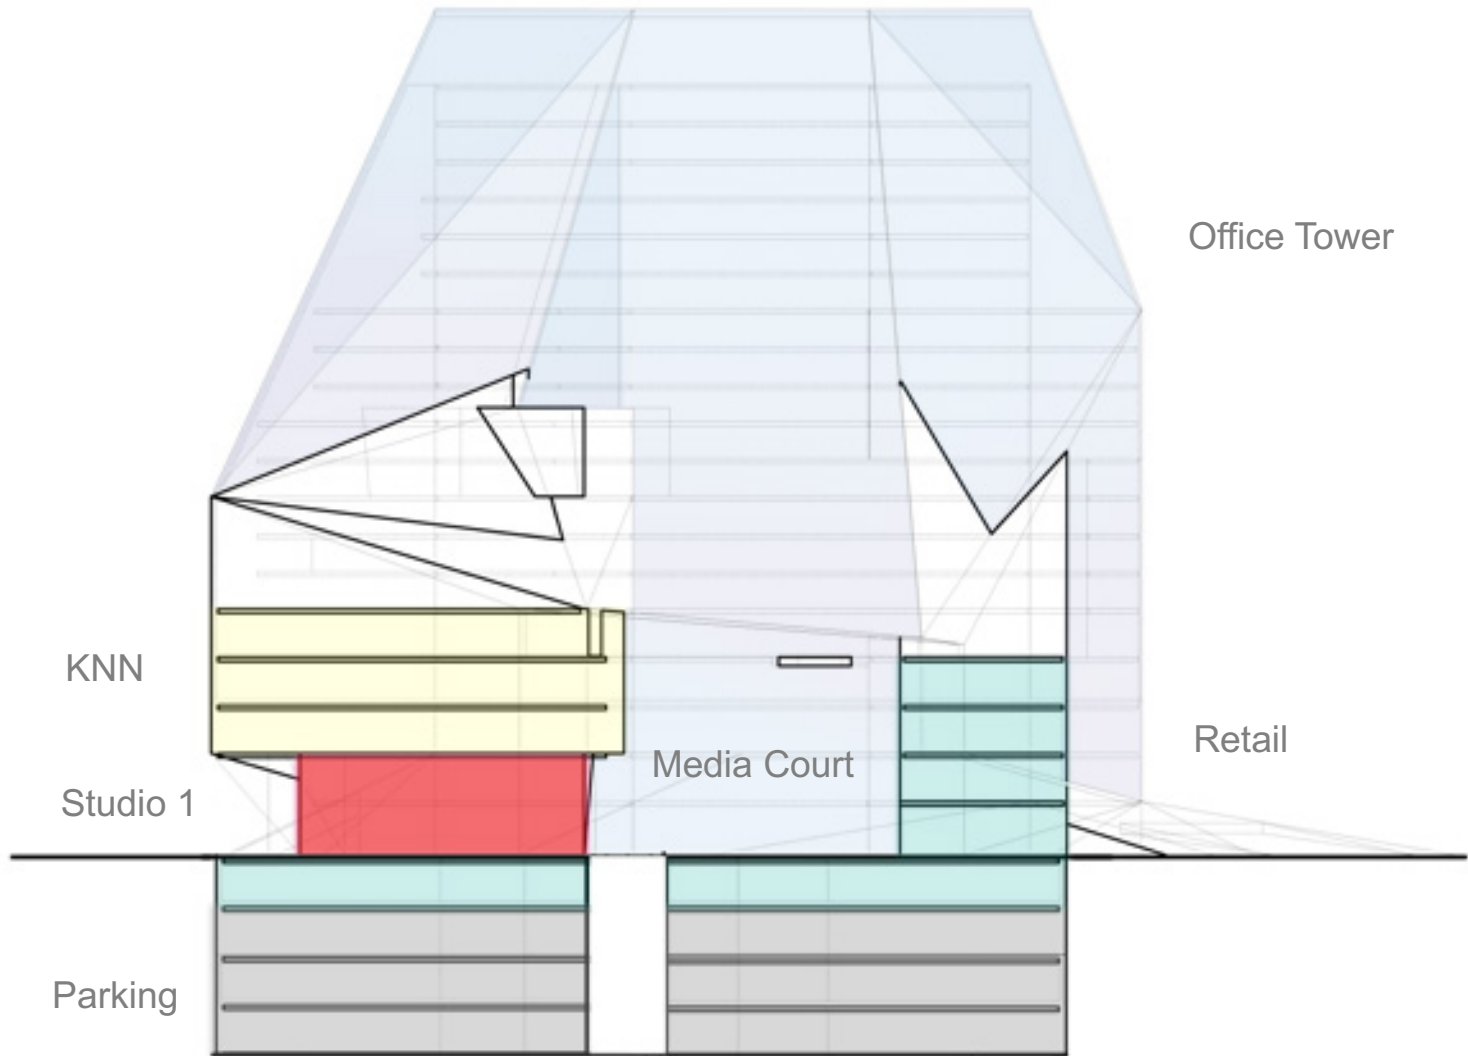 Office Tower
KNN
Retail
Media Court
Studio 1
Parking